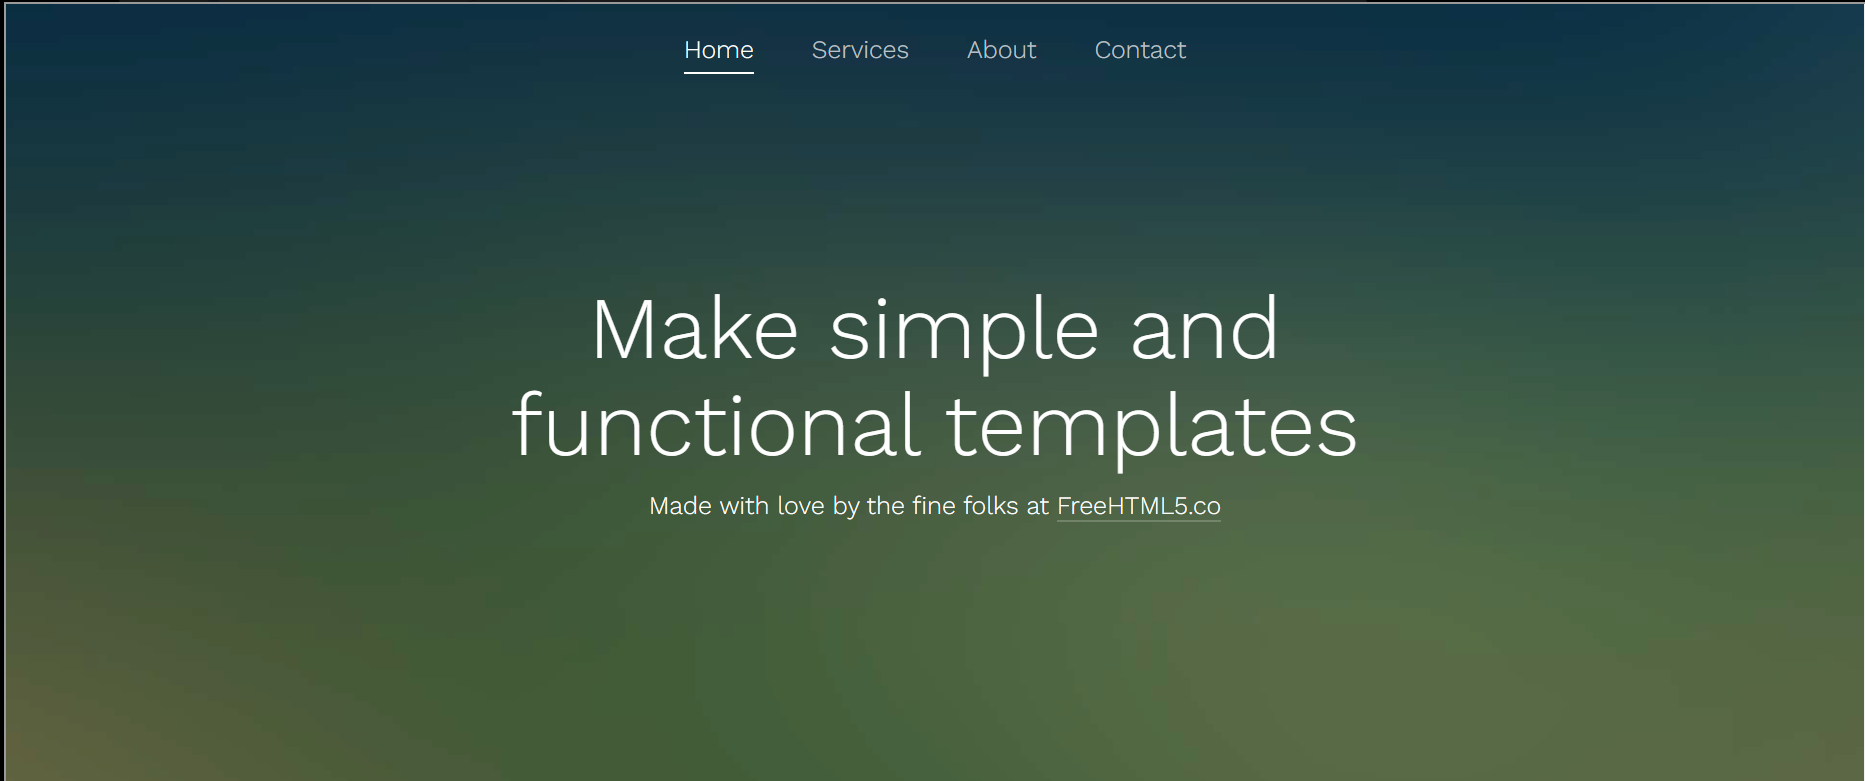 Home Services About Contact
Make simple and
functional templates
Made with love by the fine folks at FreeHTML5.co